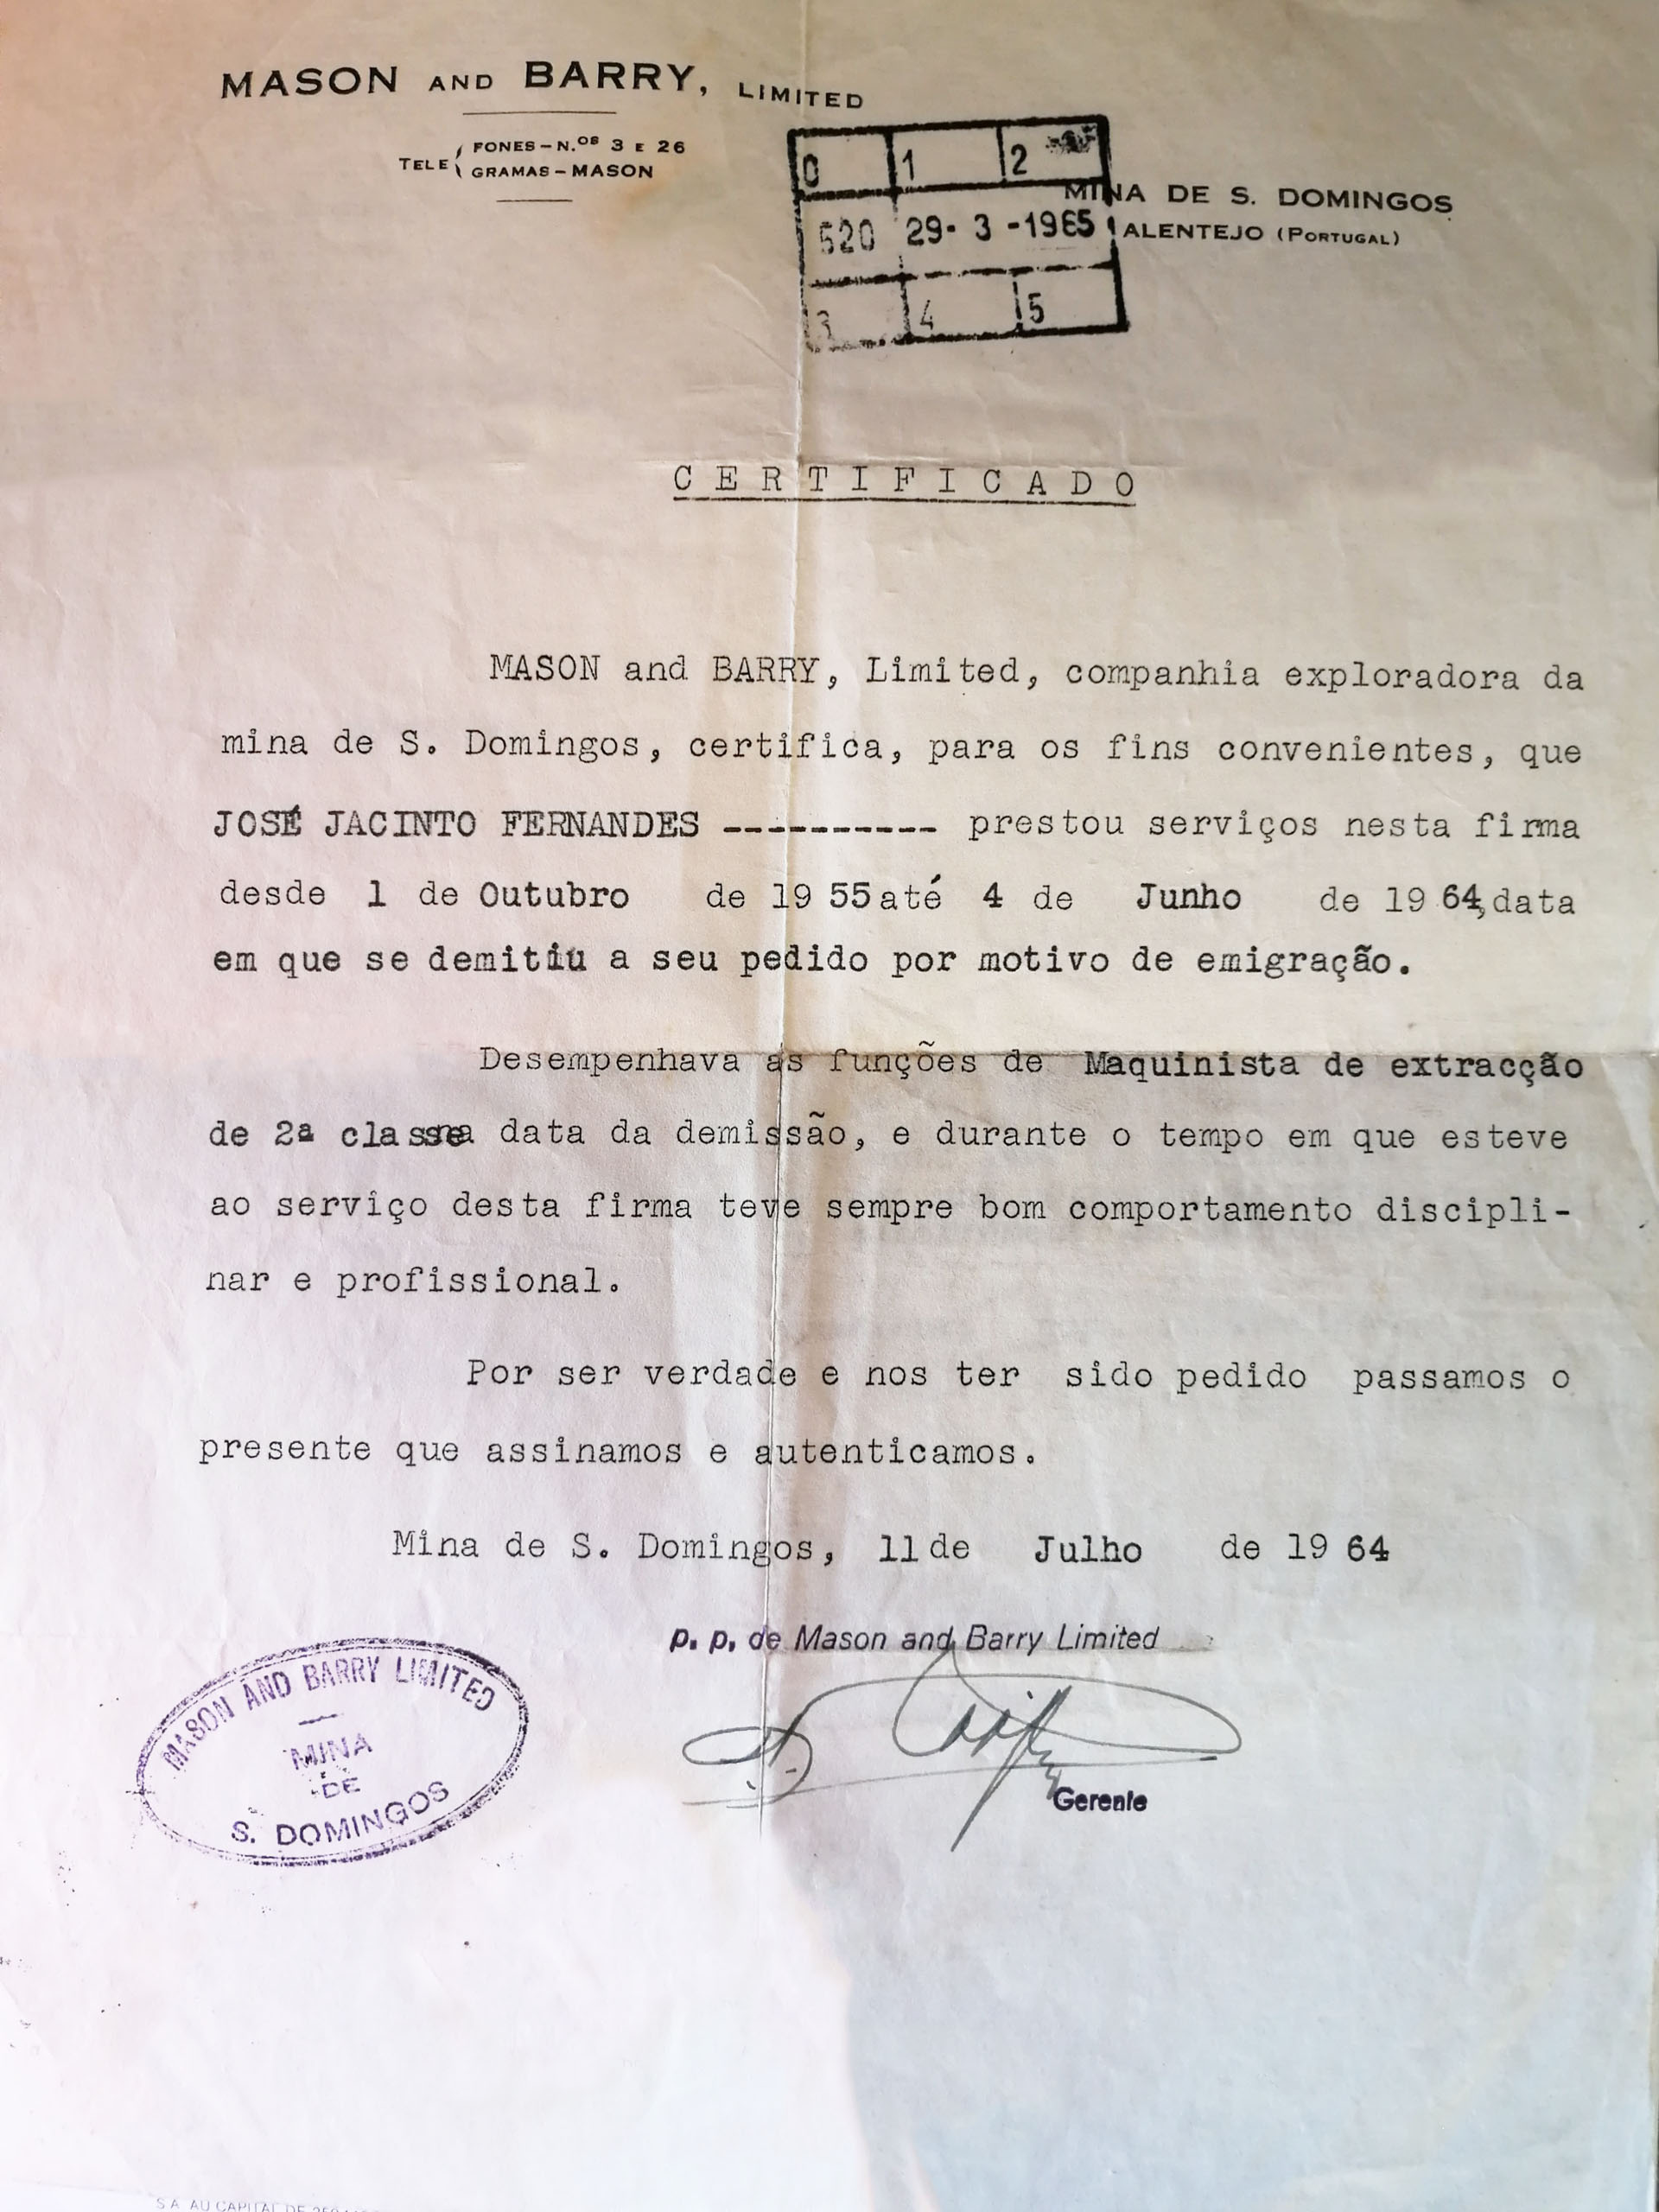 MASON AND BARRY, LIMITED
TELE
FONES – N.OS 3 E 26
GRAMAS – MASON
0 1 2
MINA DE S. DOMINGOS
620 29- 3 -1965
ALENTEJO (PORTUGAL)
3 4 5
CERTIFICADO
MASON and BARRY, Limited, companhia exploradora da
mina de S. Domingos, certifica, para os fins convenientes, que
JOSÉ JACINTO FERNANDES ---------- prestou serviços nesta firma
desde 1 de Outubro de 19 55 até 4 de Junho de 19 64, data
em que se demitiu a seu pedido por motivo de emigração.
Desempenhava as funções de Maquinista de extracção
de 2ª classe na data da demissão, e durante o tempo em que esteve
ao serviço desta firma teve sempre bom comportamento discipli-
nar e profissional.
Por ser verdade e nos ter sido pedido passamos o
presente que assinamos e autenticamos.
Mina de S. Domingos, 11 de Julho de 19 64
p. p. de Mason and Barry Limited
Gerente
MASON AND BARRY LIMITED
MINA
DE
S. DOMINGOS
S A AU CAPITAL DE